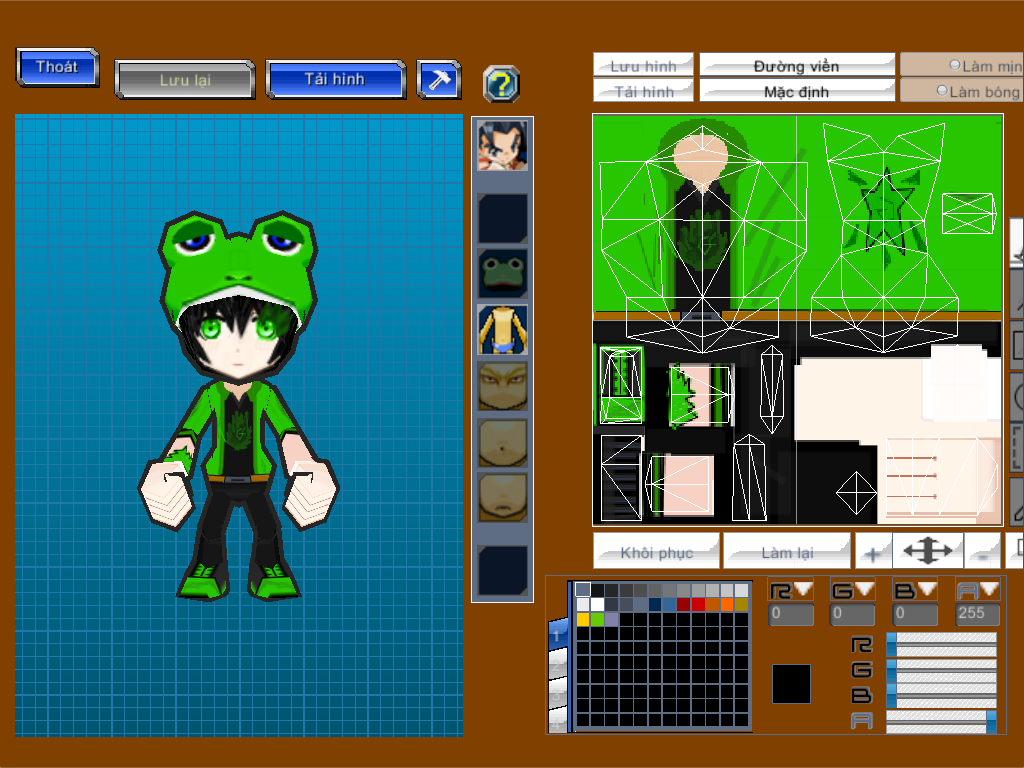 Thoát
Lưu lại
Tải hình
?
Lưu hình
Đường viền
Làm mịn
Tải hình
Mặc định
Làm bóng
Khôi phục
Làm lại
+
-
1
R G B A
0 0 0 255
R
G
B
A